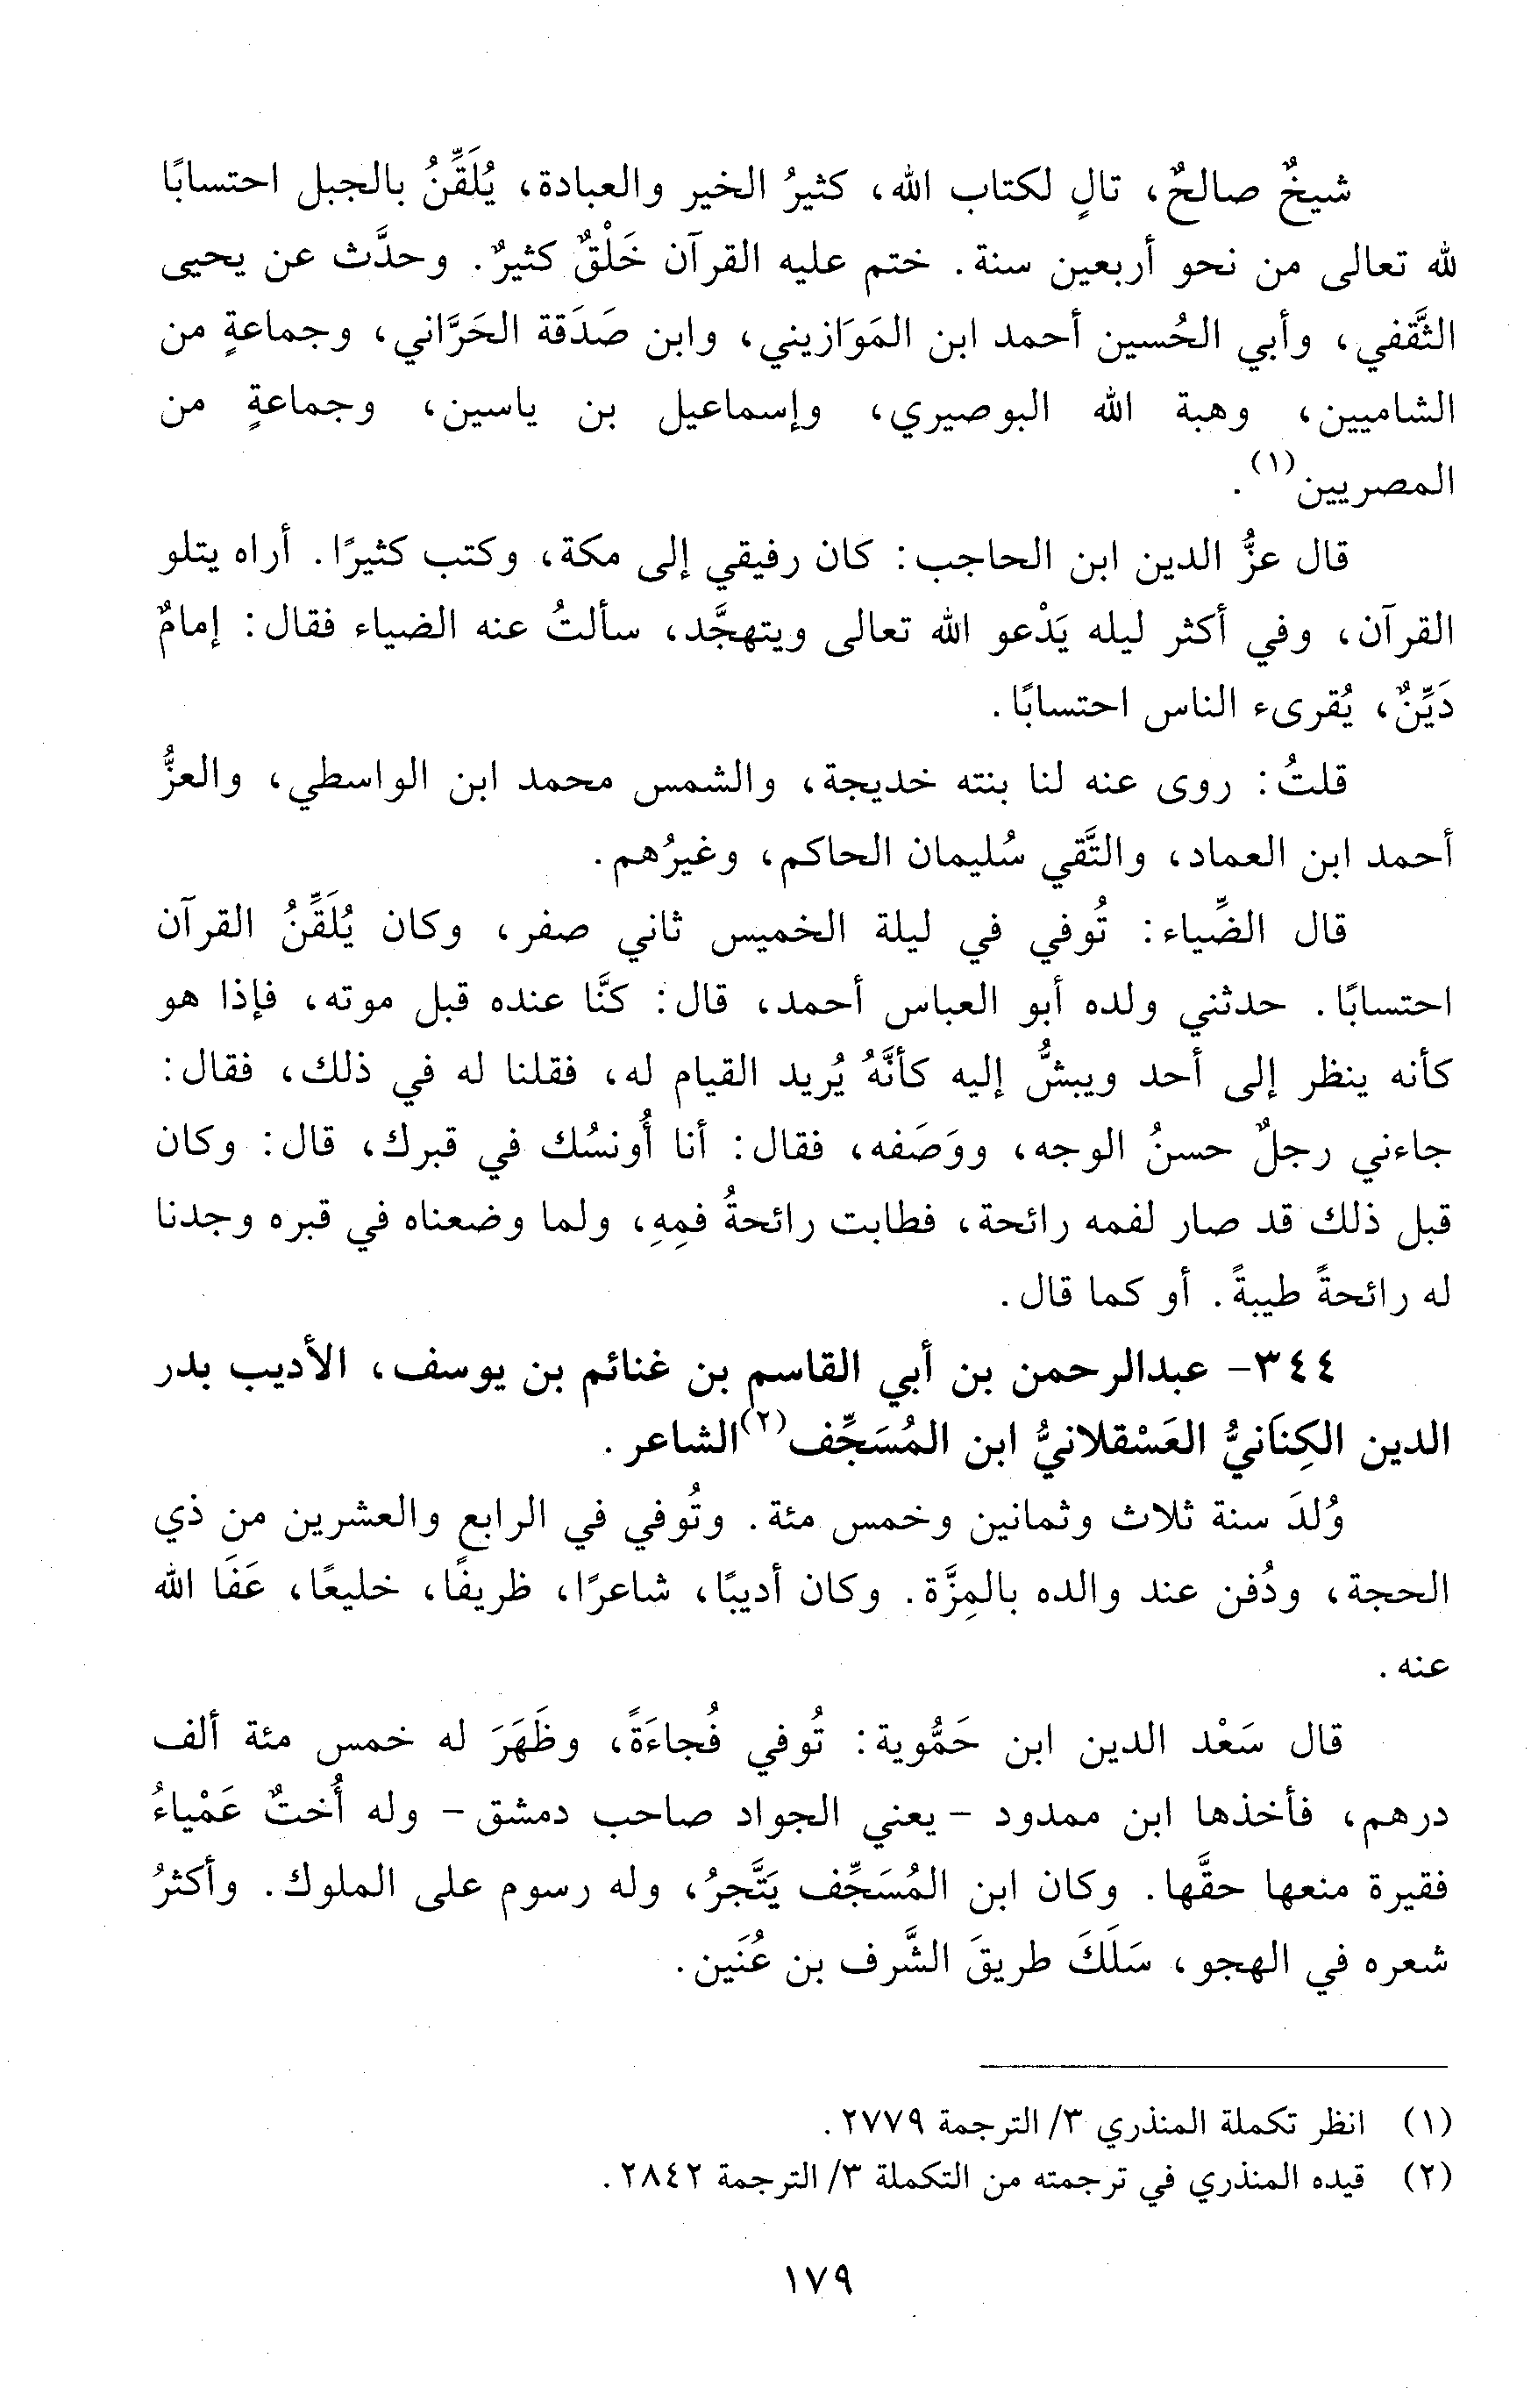 شيخٌ صالحٌ، تالٍ لكتاب الله، كثيرُ الخير والعبادة، يُلَقِّنُ بالجبل احتسابًا
لله تعالى من نحو أربعين سنة. ختم عليه القرآن خَلْقٌ كثيرٌ. وحدَّث عن يحيى
الثَّقفي، وأبي الحُسين أحمد ابن المَوَازيني، وابن صَدَقة الحَرَّاني، وجماعةٍ من
الشاميين، وهبة الله البوصيري، وإسماعيل بن ياسين، وجماعةٍ من
المصريين(١).
قال عزُّ الدين ابن الحاجب: كان رفيقي إلى مكة، وكتب كثيرًا. أراه يتلو
القرآن، وفي أكثر ليله يَدْعو الله تعالى ويتهجَّد، سألتُ عنه الضياء فقال: إمامٌ
دَيِّنٌ، يُقرىء الناس احتسابًا.
قلتُ: روى عنه لنا بنته خديجة، والشمس محمد ابن الواسطي، والعزُّ
أحمد ابن العماد، والتَّقي سُليمان الحاكم، وغيرُهم.
قال الضِّياء: تُوفي في ليلة الخميس ثاني صفر، وكان يُلَقِّنُ القرآن
احتسابًا. حدثني ولده أبو العباس أحمد، قال: كنَّا عنده قبل موته، فإذا هو
كأنه ينظر إلى أحد ويبشُّ إليه كأنَّهُ يُريد القيام له، فقلنا له في ذلك، فقال:
جاءني رجلٌ حسنُ الوجه، ووَصَفه، فقال: أنا أُونسُك في قبرك، قال: وكان
قبل ذلك قد صار لفمه رائحة، فطابت رائحةُ فمِهِ، ولما وضعناه في قبره وجدنا
له رائحةً طيبةً. أو كما قال.
٣٤٤- عبدالرحمن بن أبي القاسم بن غنائم بن يوسف، الأديب بدر
الدين الكِنَانيُّ العَسْقلانيُّ ابن المُسَجِّف(٢) الشاعر.
وُلدَ سنة ثلاث وثمانين وخمس مئة. وتُوفي في الرابع والعشرين من ذي
الحجة، ودُفن عند والده بالمِزَّة. وكان أديبًا، شاعرًا، ظريفًا، خليعًا، عَفَا الله
عنه.
قال سَعْد الدين ابن حَمُّوية: تُوفي فُجاءَةً، وظَهَرَ له خمس مئة ألف
درهم، فأخذها ابن ممدود - يعني الجواد صاحب دمشق- وله أُختٌ عَمْياءُ
فقيرة منعها حقَّها. وكان ابن المُسَجِّف يَتَّجرُ، وله رسوم على الملوك. وأكثرُ
شعره في الهجو، سَلَكَ طريقَ الشَّرف بن عُنَين.
(١) انظر تكملة المنذري ٣/ الترجمة ٢٧٧٩.
(٢) قيده المنذري في ترجمته من التكملة ٣/ الترجمة ٢٨٤٢.
١٧٩